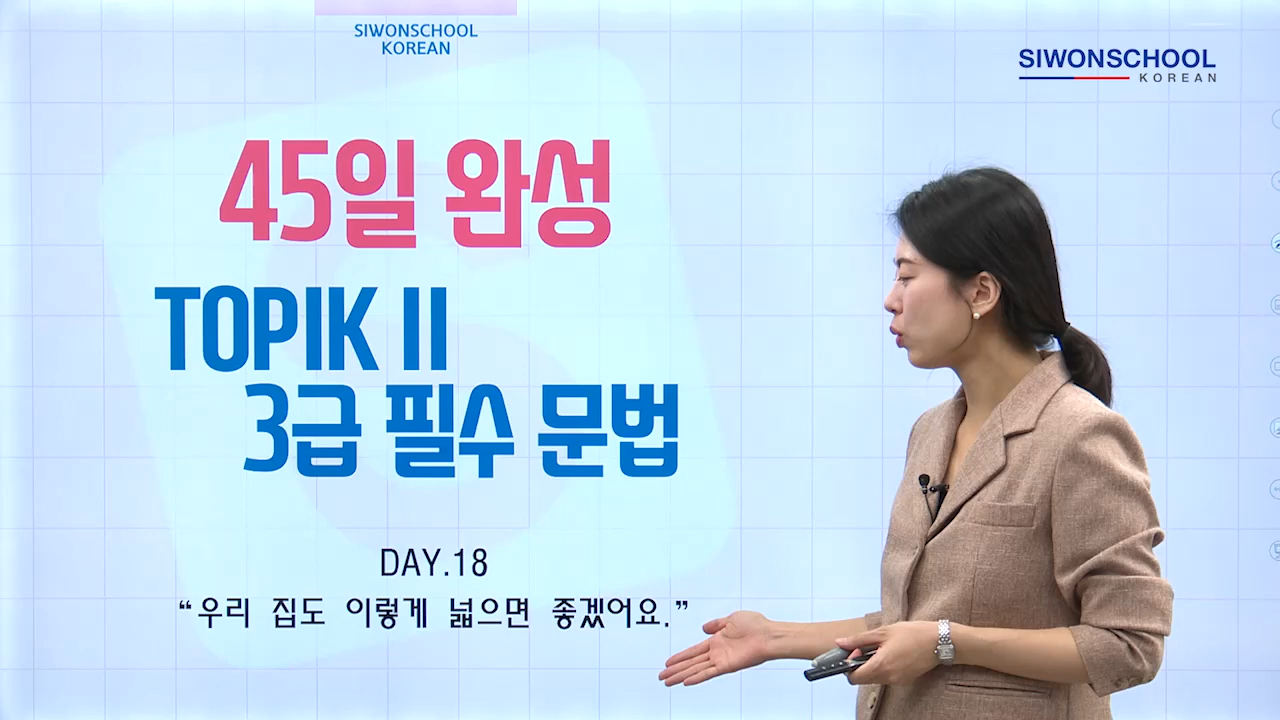 SIWONSCHOOL
KOREAN
SIWONSCHOOL
KOREAN
45일 완성
TOPIK II
3급 필수 문법
DAY.18
“우리 집도 이렇게 넓으면 좋겠어요.”